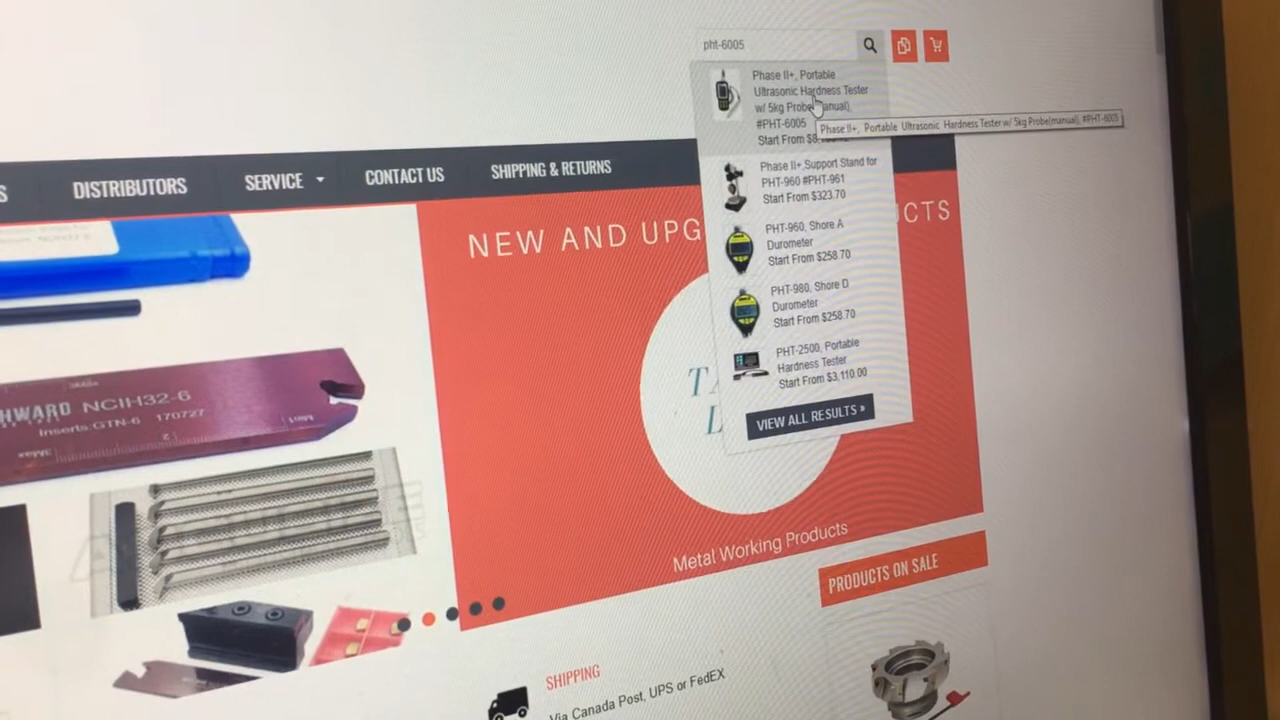 pht-6005
Phase II+, Portable
Ultrasonic Hardness Tester
w/ 5kg Probe(manual),
#PHT-6005
Start From $8,
Phase II+, Portable Ultrasonic Hardness Tester w/ 5kg Probe(manual), #PHT-6005
Phase II+,Support Stand for
PHT-960 #PHT-961
Start From $323.70
PHT-960, Shore A
Durometer
Start From $258.70
PHT-980, Shore D
Durometer
Start From $258.70
PHT-2500, Portable
Hardness Tester
Start From $3,110.00
VIEW ALL RESULTS »
S
DISTRIBUTORS
SERVICE
CONTACT US
SHIPPING & RETURNS
NEW AND UPG
UCTS
HWARD NCIH32-6
Inserts:GTN-6 170727
Metal Working Products
PRODUCTS ON SALE
SHIPPING
Via Canada Post, UPS or FedEX